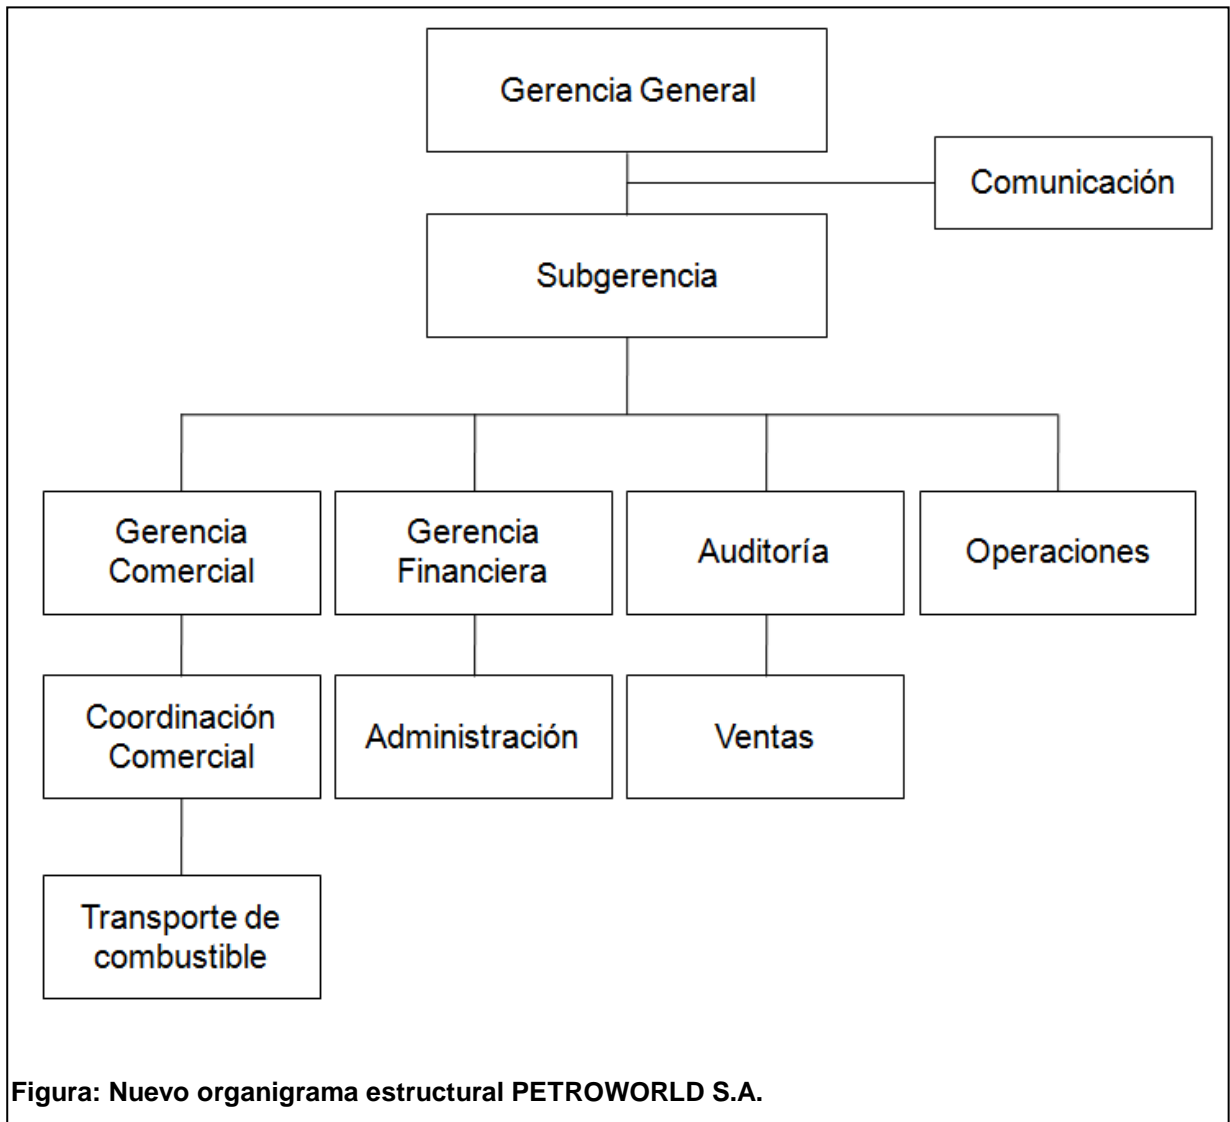 Gerencia General
Comunicación
Subgerencia
Gerencia
Comercial
Gerencia
Financiera
Auditoría
Operaciones
Coordinación
Comercial
Administración
Ventas
Transporte de
combustible
Figura: Nuevo organigrama estructural PETROWORLD S.A.